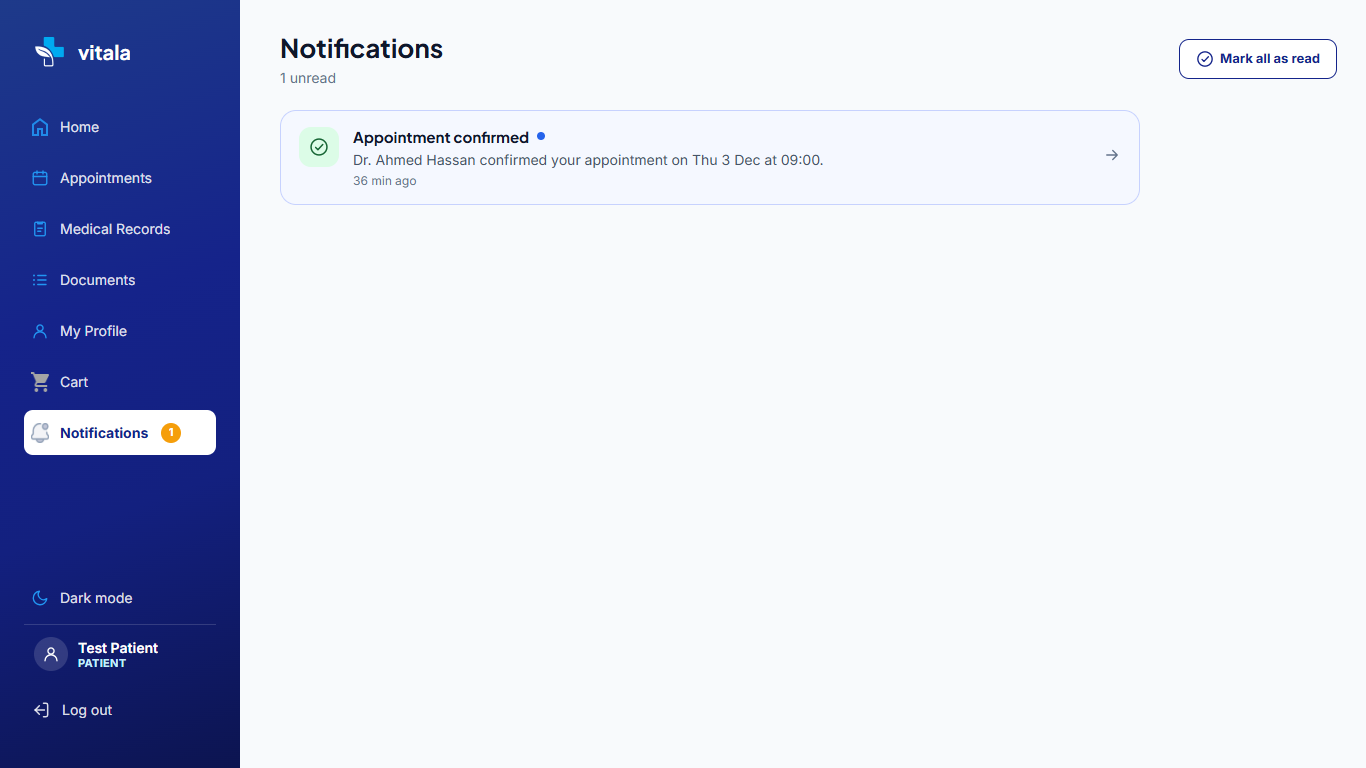 vitala
Home
Appointments
Medical Records
Documents
My Profile
Cart
Notifications 1
Dark mode
Test Patient
PATIENT
Log out
Notifications
1 unread
Mark all as read
Appointment confirmed
Dr. Ahmed Hassan confirmed your appointment on Thu 3 Dec at 09:00.
36 min ago